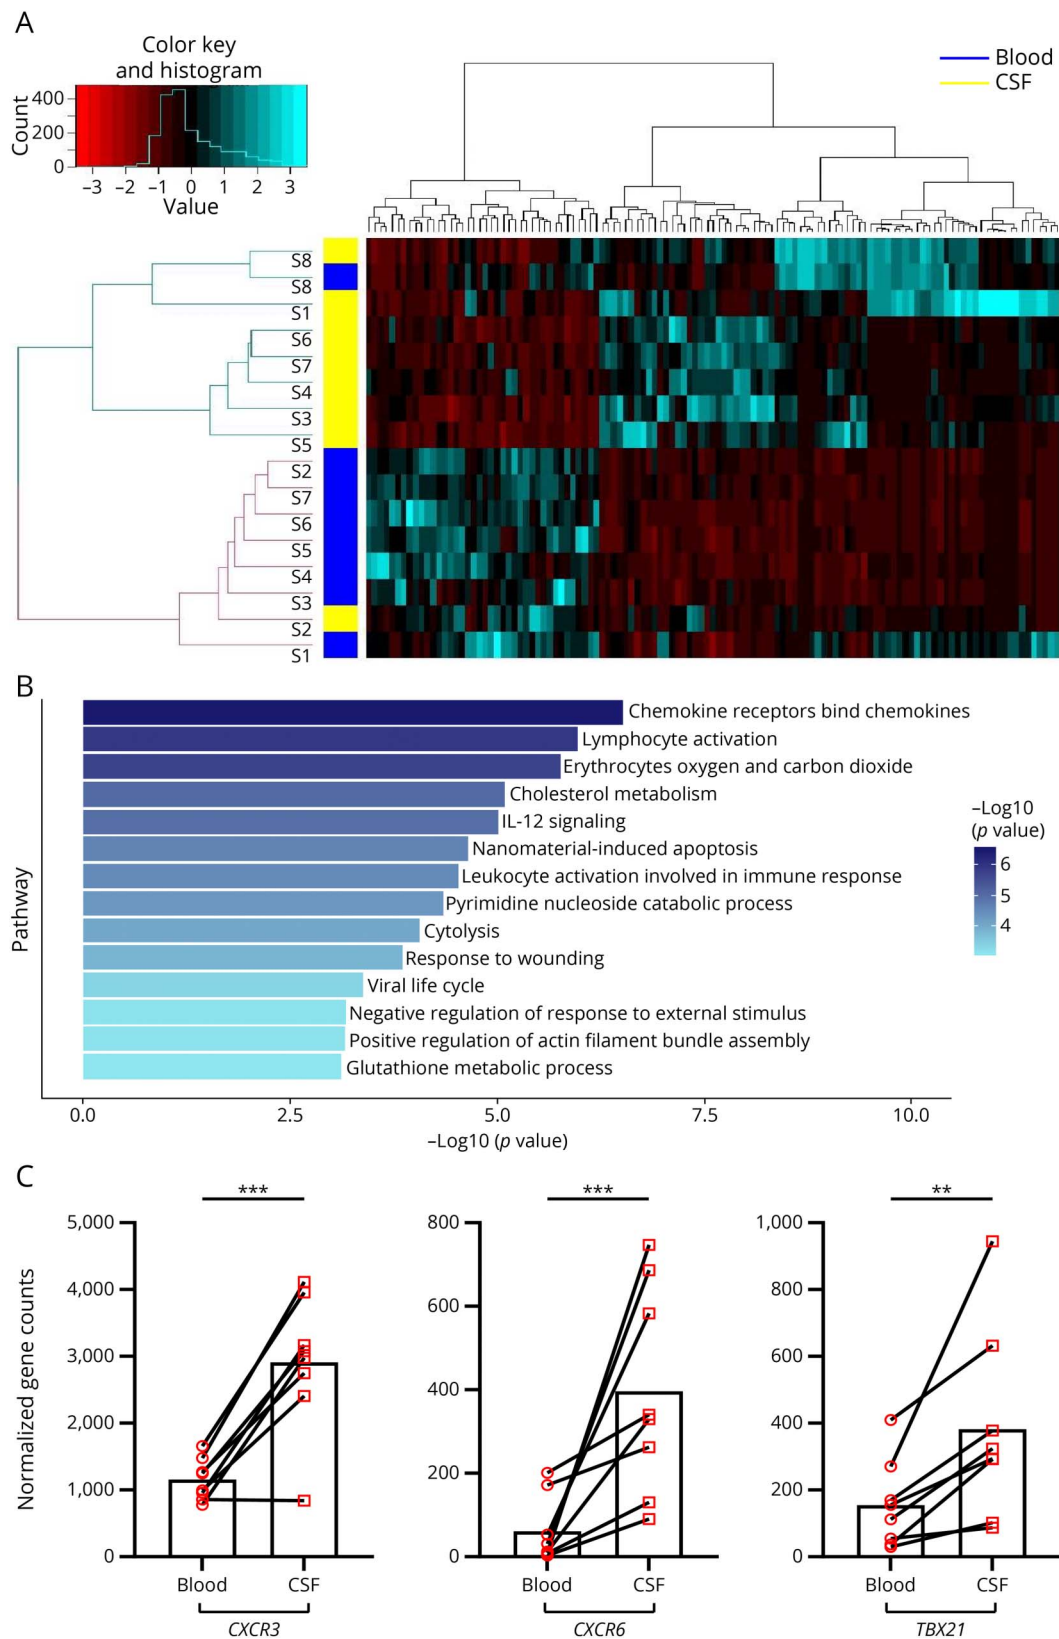 A
Color key
and histogram
Count
400
200
0
−3 −2 −1 0 1 2 3
Value
Blood
CSF
S8
S8
S1
S6
S7
S4
S3
S5
S2
S7
S6
S5
S4
S3
S2
S1
B
Pathway
Chemokine receptors bind chemokines
Lymphocyte activation
Erythrocytes oxygen and carbon dioxide
Cholesterol metabolism
IL-12 signaling
Nanomaterial-induced apoptosis
Leukocyte activation involved in immune response
Pyrimidine nucleoside catabolic process
Cytolysis
Response to wounding
Viral life cycle
Negative regulation of response to external stimulus
Positive regulation of actin filament bundle assembly
Glutathione metabolic process
−Log10
(p value)
6
5
4
0.0 2.5 5.0 7.5 10.0
−Log10 (p value)
C
Normalized gene counts
***
5,000
4,000
3,000
2,000
1,000
0
Blood CSF
CXCR3
***
800
600
400
200
0
Blood CSF
CXCR6
**
1,000
800
600
400
200
0
Blood CSF
TBX21